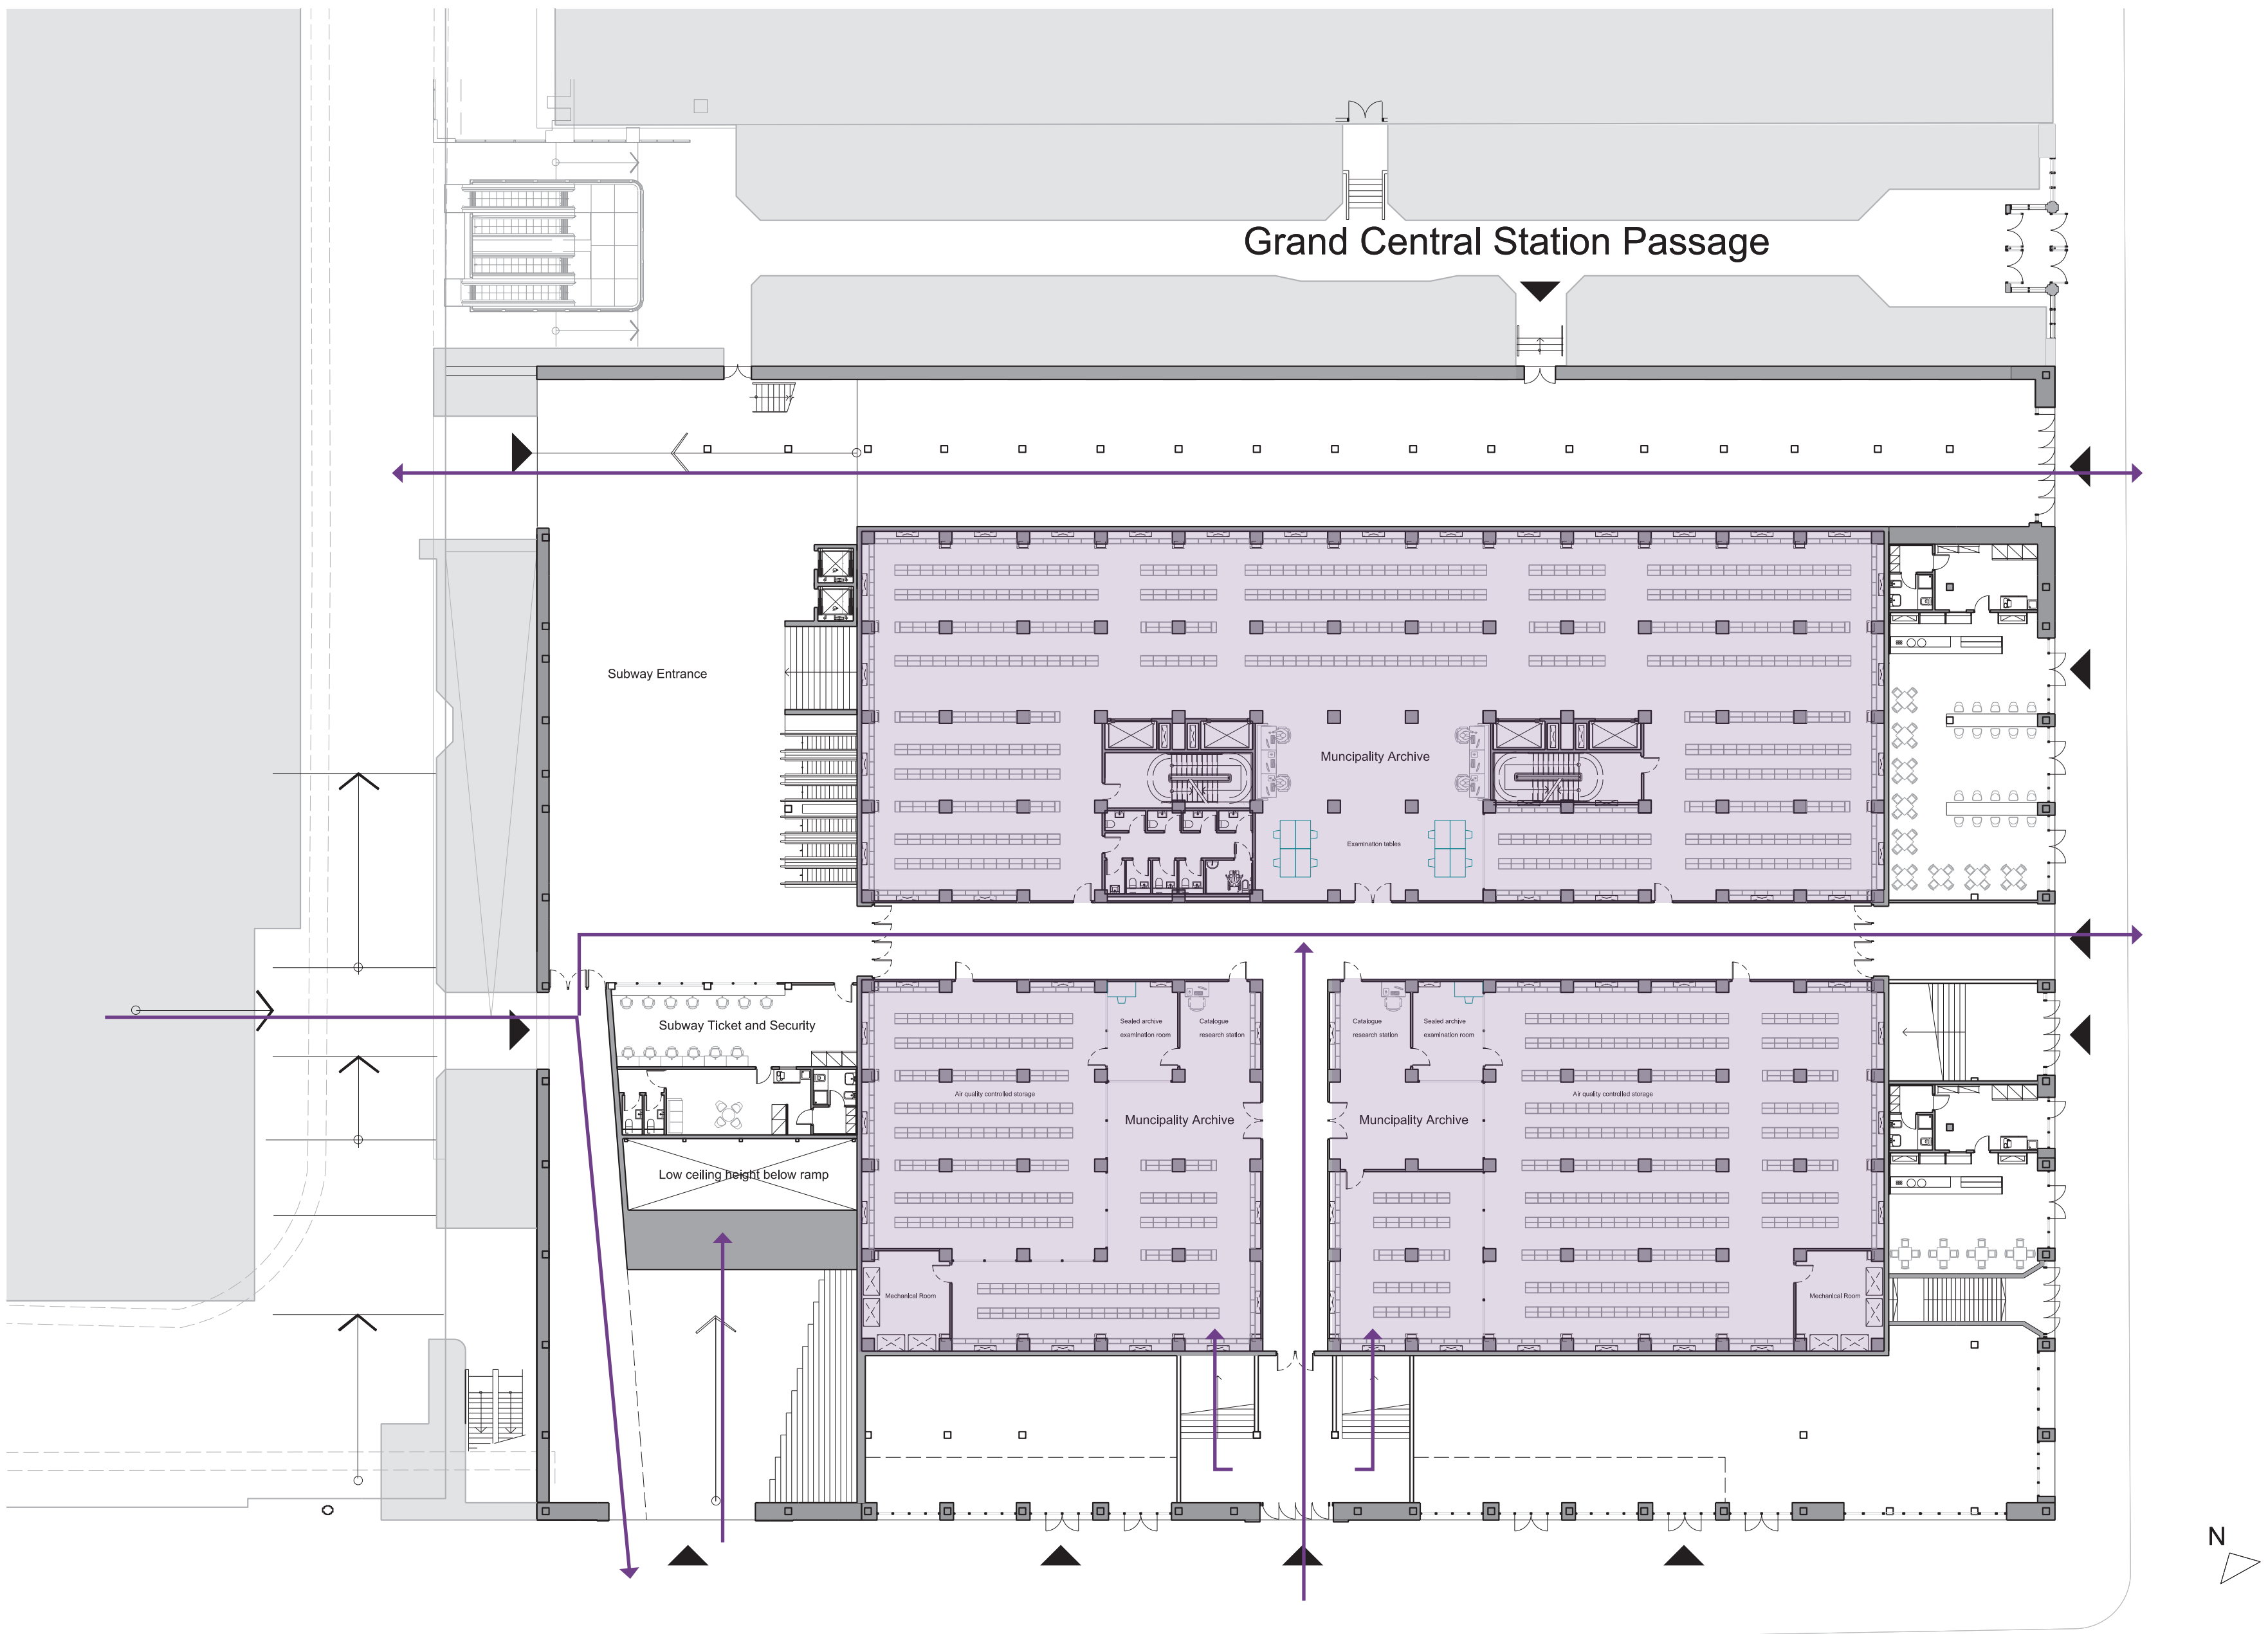 Grand Central Station Passage
Subway Entrance
Muncipality Archive
Examination tables
Subway Ticket and Security
Sealed archive
examination room
Catalogue
research station
Catalogue
research station
Sealed archive
examination room
Air quality controlled storage
Air quality controlled storage
Muncipality Archive
Muncipality Archive
Low ceiling height below ramp
Mechanical Room
Mechanical Room
N